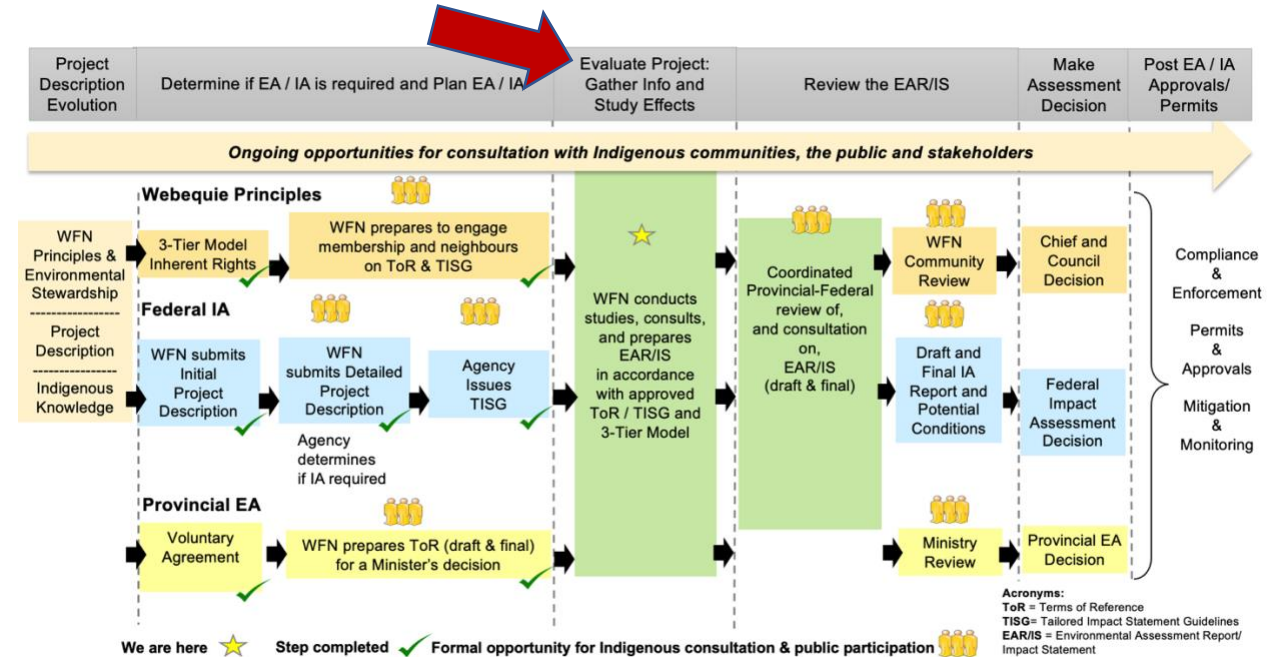 Project
Description
Evolution
Determine if EA / IA is required and Plan EA / IA
Evaluate Project:
Gather Info and
Study Effects
Review the EAR/IS
Make
Assessment
Decision
Post EA / IA
Approvals/
Permits
Ongoing opportunities for consultation with Indigenous communities, the public and stakeholders
Webequie Principles
WFN
Principles &
Environmental
Stewardship
-----------------
Project
Description
----------------
Indigenous
Knowledge
3-Tier Model
Inherent Rights
WFN prepares to engage
membership and neighbours
on ToR & TISG
Federal IA
WFN submits
Initial
Project
Description
WFN
submits Detailed
Project
Description
Agency
determines
if IA required
Agency
Issues
TISG
Provincial EA
Voluntary
Agreement
WFN prepares ToR (draft & final)
for a Minister's decision
WFN conducts
studies, consults,
and prepares
EAR/IS
in accordance
with approved
ToR / TISG and
3-Tier Model
Coordinated
Provincial-Federal
review of,
and consultation
on,
EAR/IS
(draft & final)
WFN
Community
Review
Draft and
Final IA
Report and
Potential
Conditions
Ministry
Review
Chief and
Council
Decision
Federal
Impact
Assessment
Decision
Provincial EA
Decision
Compliance
&
Enforcement
Permits
&
Approvals
Mitigation
&
Monitoring
Acronyms:
ToR = Terms of Reference
TISG= Tailored Impact Statement Guidelines
EAR/IS = Environmental Assessment Report/
Impact Statement
We are here
Step completed
Formal opportunity for Indigenous consultation & public participation